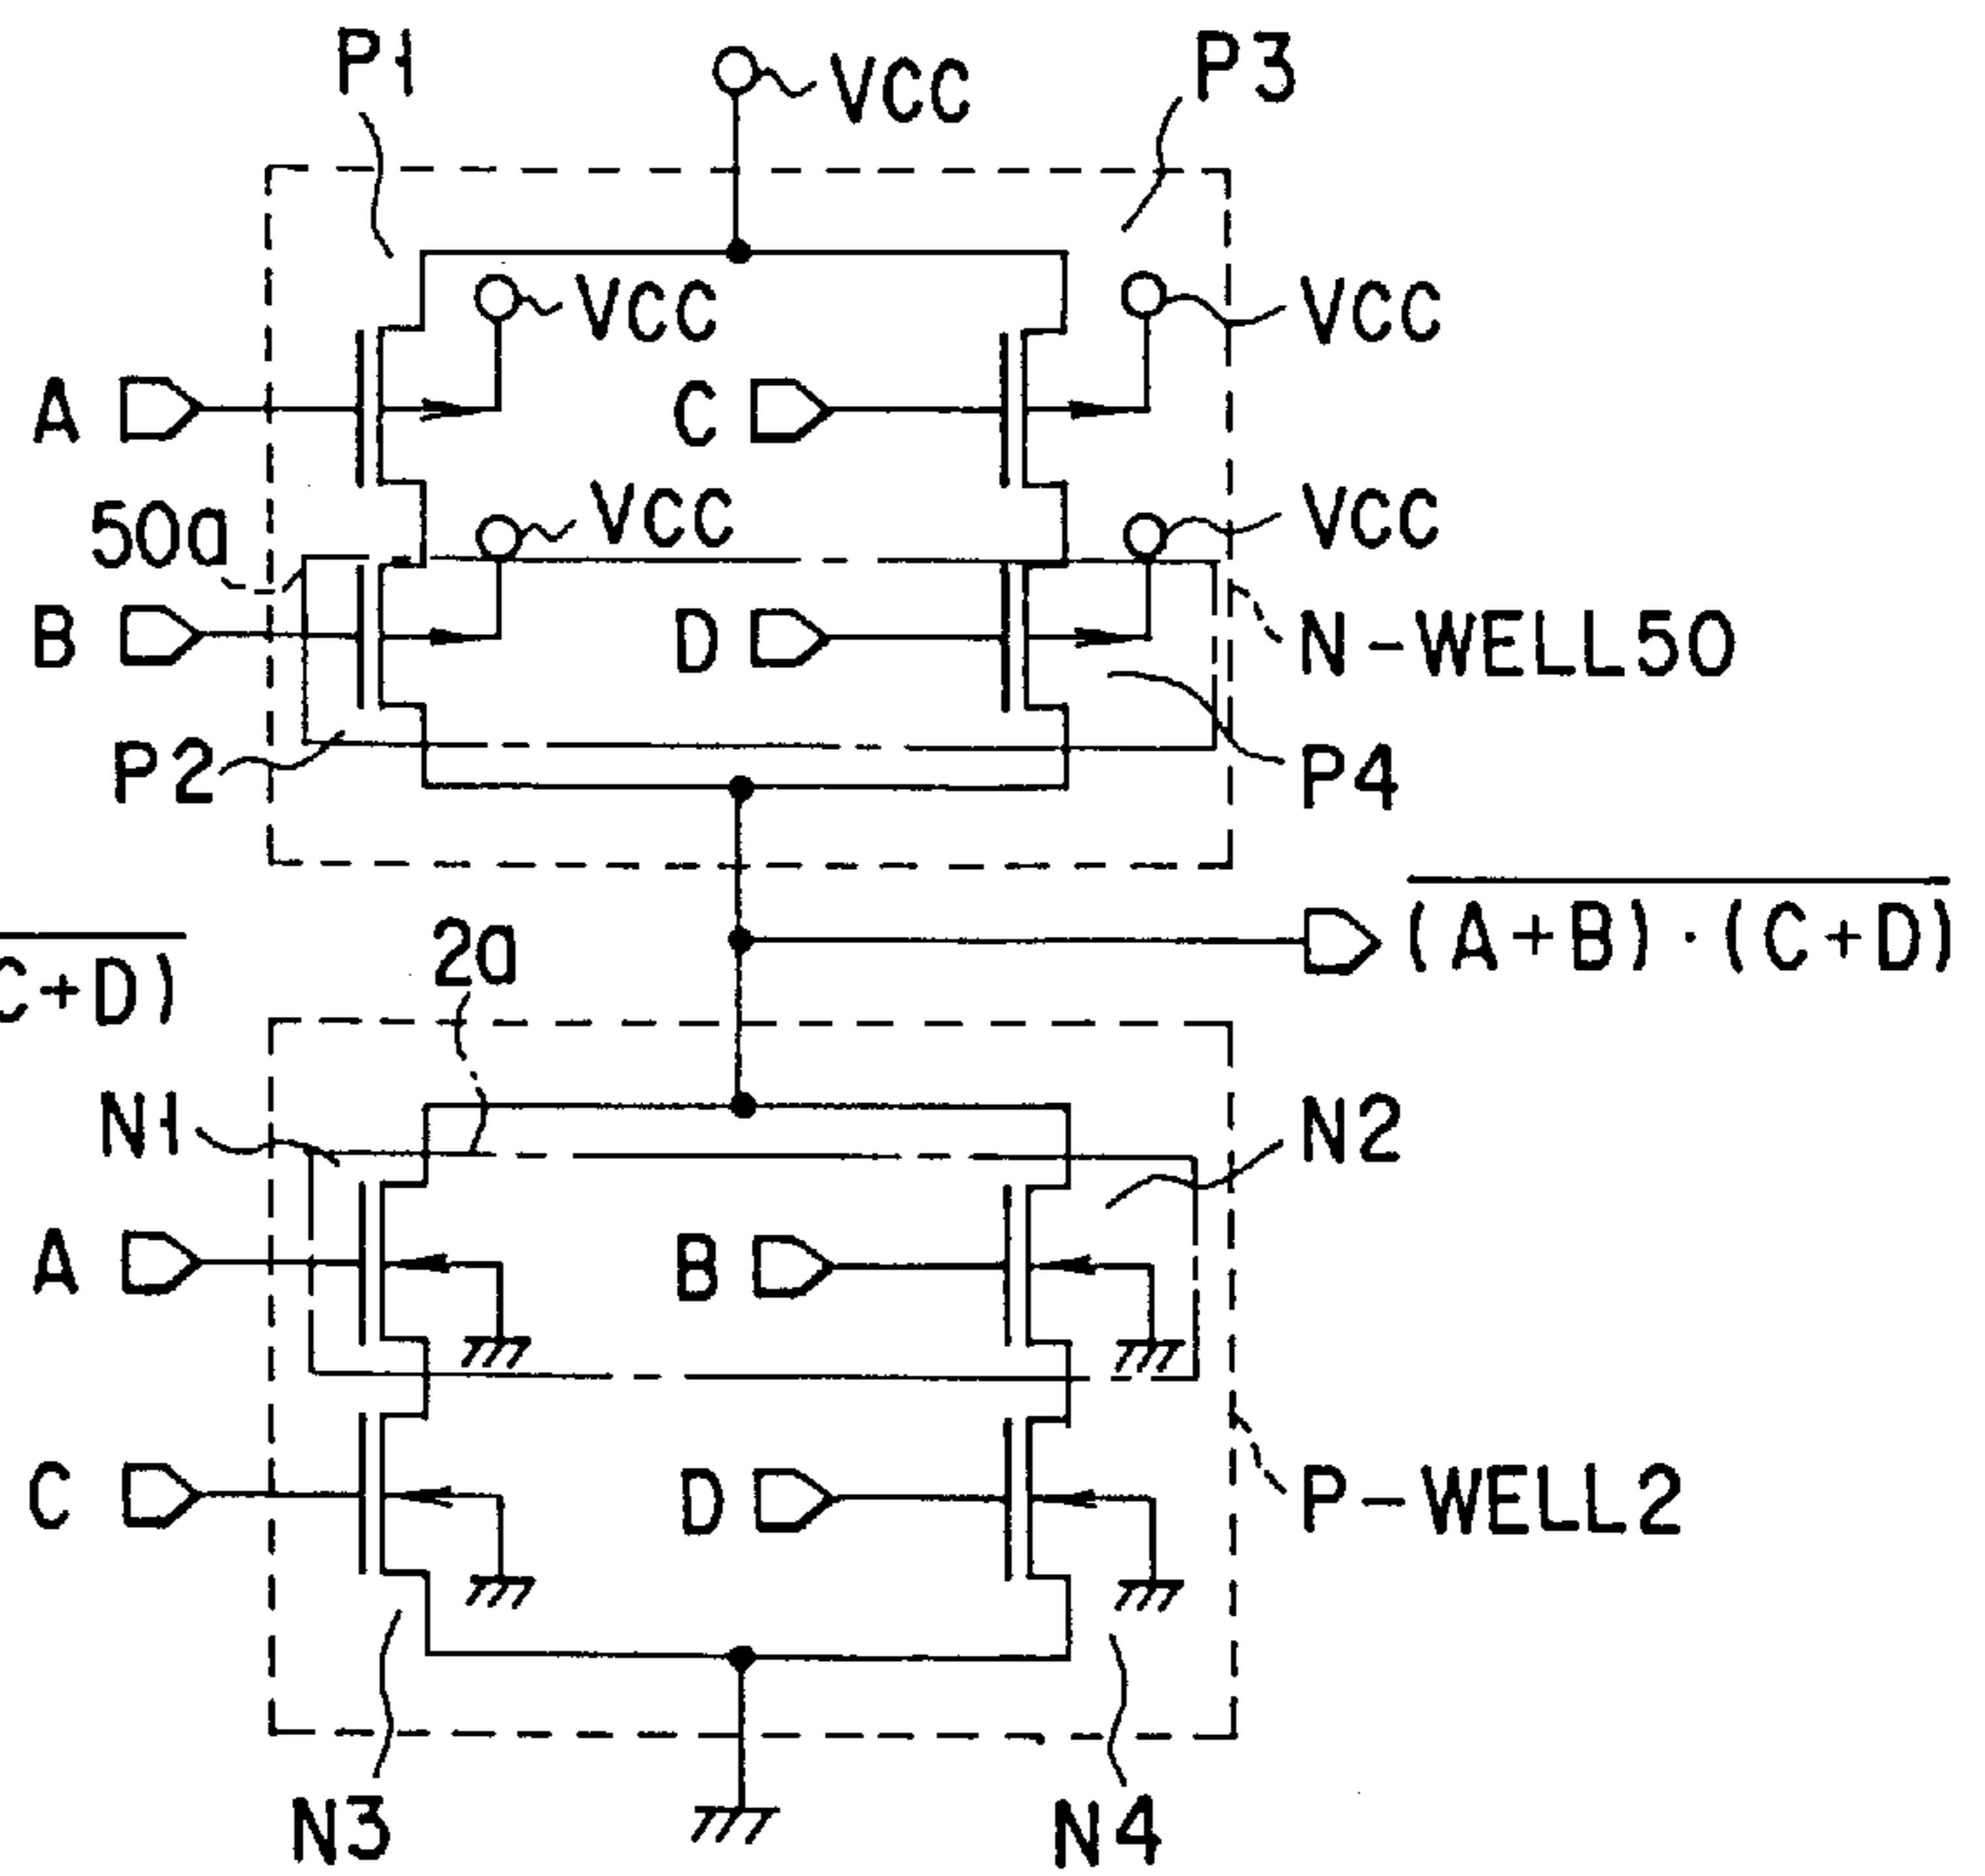 P1
VCC
P3
VCC
VCC
A
C
50a
VCC
VCC
B
D
N-WELL50
P2
P4
(A+B)·(C+D)
C+D)
2a
N1
N2
A
B
C
D
P-WELL2
N3
N4